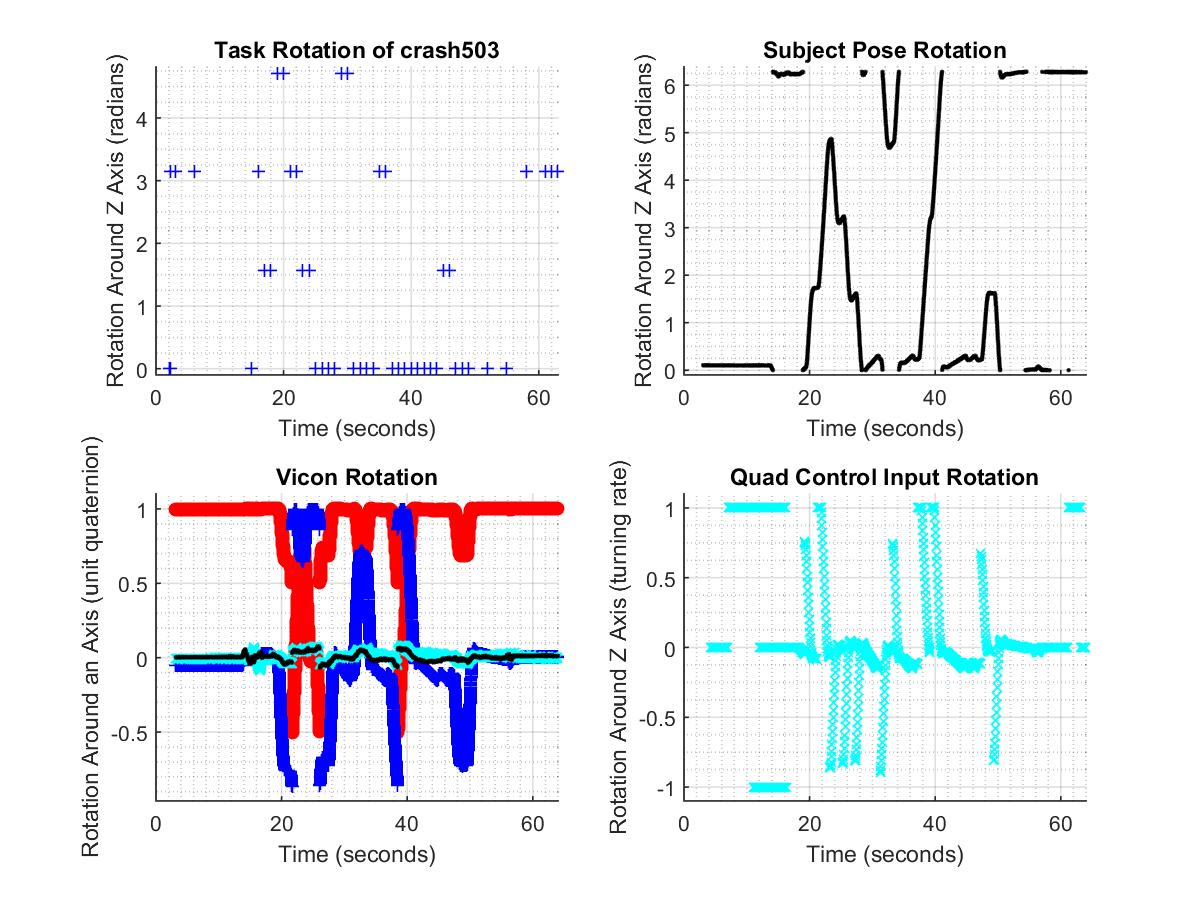 Task Rotation of crash503
Rotation Around Z Axis (radians)
4
3
2
1
0
0 20 40 60
Time (seconds)
Subject Pose Rotation
Rotation Around Z Axis (radians)
6
5
4
3
2
1
0
0 20 40 60
Time (seconds)
Vicon Rotation
Rotation Around an Axis (unit quaternion)
1
0.5
0
-0.5
0 20 40 60
Time (seconds)
Quad Control Input Rotation
Rotation Around Z Axis (turning rate)
1
0.5
0
-0.5
-1
0 20 40 60
Time (seconds)